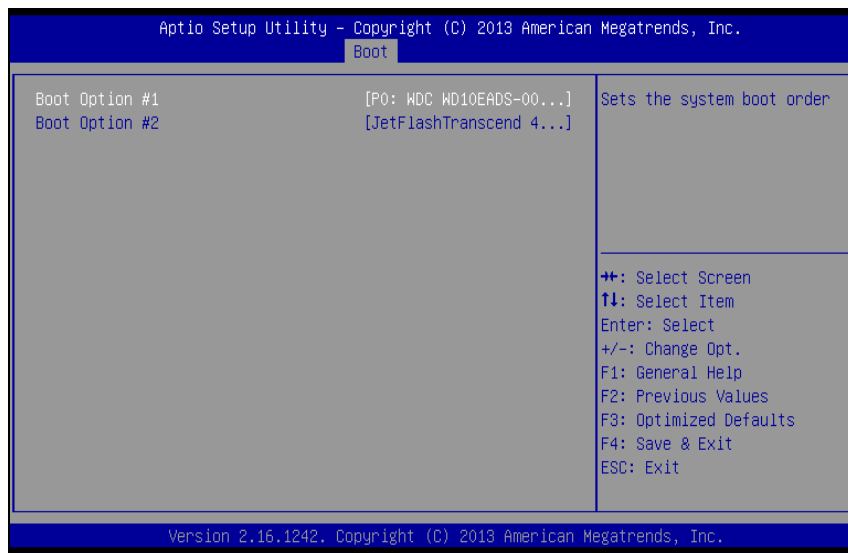 Aptio Setup Utility – Copyright (C) 2013 American Megatrends, Inc.
Boot
Boot Option #1 [P0: WDC WD10EADS-00...]
Boot Option #2 [JetFlashTranscend 4...]
Sets the system boot order
→←: Select Screen
↑↓: Select Item
Enter: Select
+/-: Change Opt.
F1: General Help
F2: Previous Values
F3: Optimized Defaults
F4: Save & Exit
ESC: Exit
Version 2.16.1242. Copyright (C) 2013 American Megatrends, Inc.